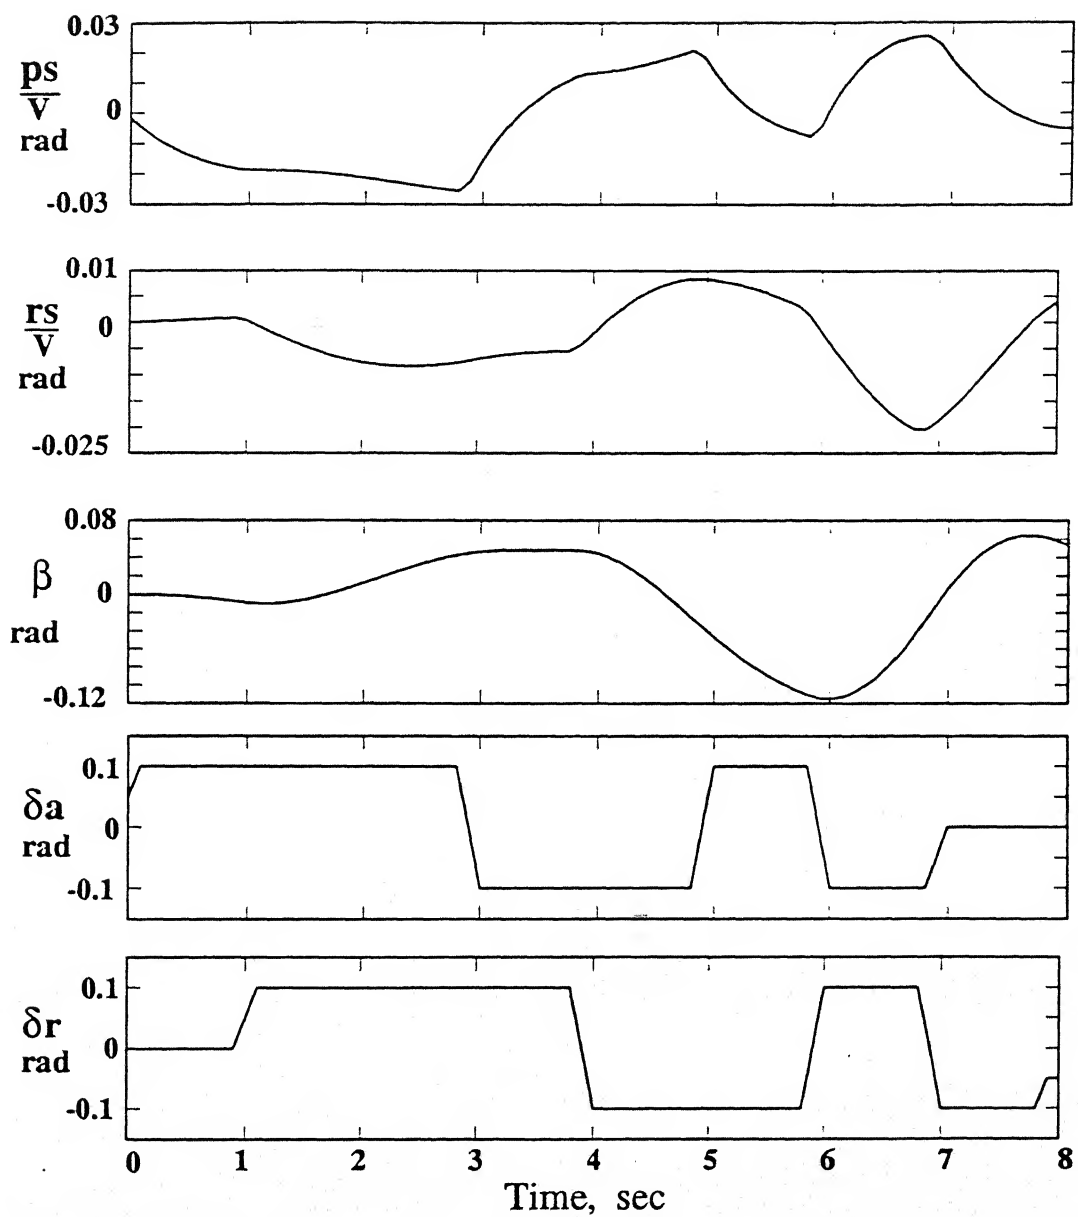 0.03
ps
V
0
rad
-0.03
0.01
rs
V
0
rad
-0.025
0.08
β
0
rad
-0.12
0.1
δa
0
rad
-0.1
0.1
δr
0
rad
-0.1
0 1 2 3 4 5 6 7 8
Time, sec